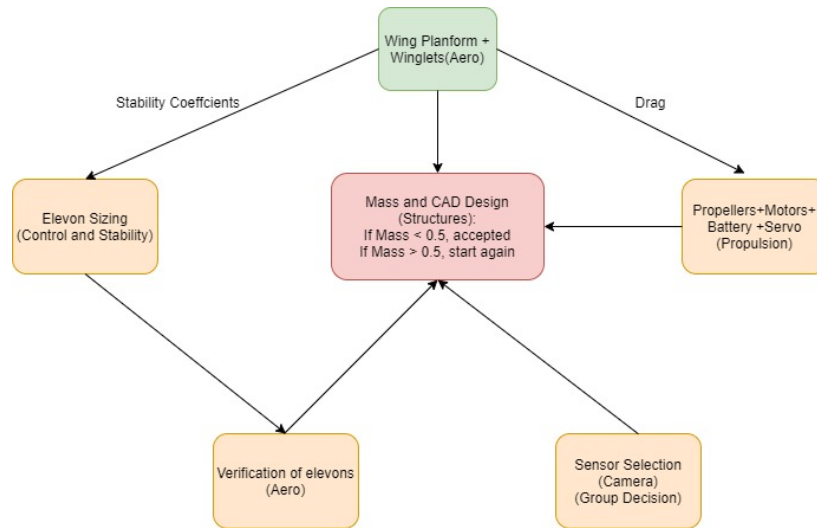 Wing Planform +
Winglets(Aero)
Stability Coeffcients
Drag
Elevon Sizing
(Control and Stability)
Mass and CAD Design
(Structures):
If Mass < 0.5, accepted
If Mass > 0.5, start again
Propellers+Motors+
Battery +Servo
(Propulsion)
Verification of elevons
(Aero)
Sensor Selection
(Camera)
(Group Decision)